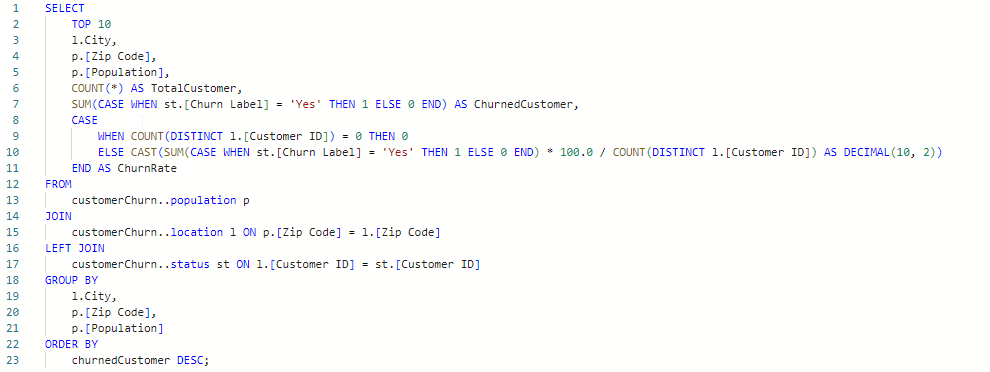 1 SELECT
2 TOP 10
3 l.City,
4 p.[Zip Code],
5 p.[Population],
6 COUNT(*) AS TotalCustomer,
7 SUM(CASE WHEN st.[Churn Label] = 'Yes' THEN 1 ELSE 0 END) AS ChurnedCustomer,
8 CASE
9 WHEN COUNT(DISTINCT l.[Customer ID]) = 0 THEN 0
10 ELSE CAST(SUM(CASE WHEN st.[Churn Label] = 'Yes' THEN 1 ELSE 0 END) * 100.0 / COUNT(DISTINCT l.[Customer ID]) AS DECIMAL(10, 2))
11 END AS ChurnRate
12 FROM
13 customerChurn..population p
14 JOIN
15 customerChurn..location l ON p.[Zip Code] = l.[Zip Code]
16 LEFT JOIN
17 customerChurn..status st ON l.[Customer ID] = st.[Customer ID]
18 GROUP BY
19 l.City,
20 p.[Zip Code],
21 p.[Population]
22 ORDER BY
23 churnedCustomer DESC;